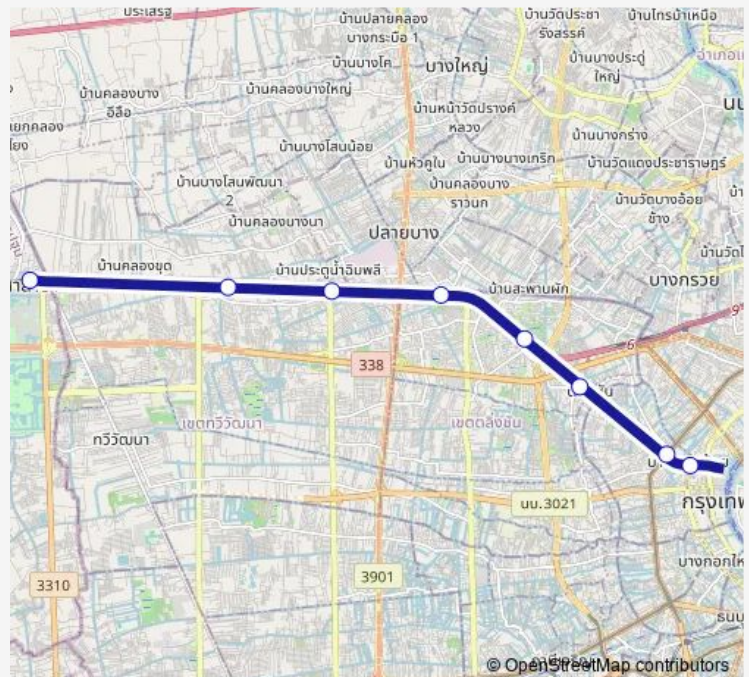 ประเสริฐ
บ้านปลายคลอง
บางกระบือ 1
บ้านวัดประชา
รังสรรค์
บ้านไทรม้าเหนือ
บ้านบางโค
บางใหญ่
บ้านบางประดู่
ใหญ่
บ้านคลองบาง
อีลือ
บ้านคลองบางใหญ่
บ้านหน้าวัดปรางค์
หลวง
บ้านบางกร่าง
บ้านบางโสนน้อย
บ้านหัวคูใน
บ้านบางนางเกริก
บ้านวัดแดงประชาราษฎร์
บ้านบางโสนพัฒนา
2
บ้านคลองบาง
ราวนก
บ้านวัดบางอ้อย
ช้าง
บ้านคลองนางนา
ปลายบาง
บ้านคลองขุด
บ้านประตูน้ำฉิมพลี
บ้านสะพานผัก
บางกรวย
9
6
338
ทวีวัฒนา
เขตทวีวัฒนา
เขตตลิ่งชัน
นบ.3021
กรุงเทพ
3310
3901
บางกอกให
ธนบ
© OpenStreetMap contributors